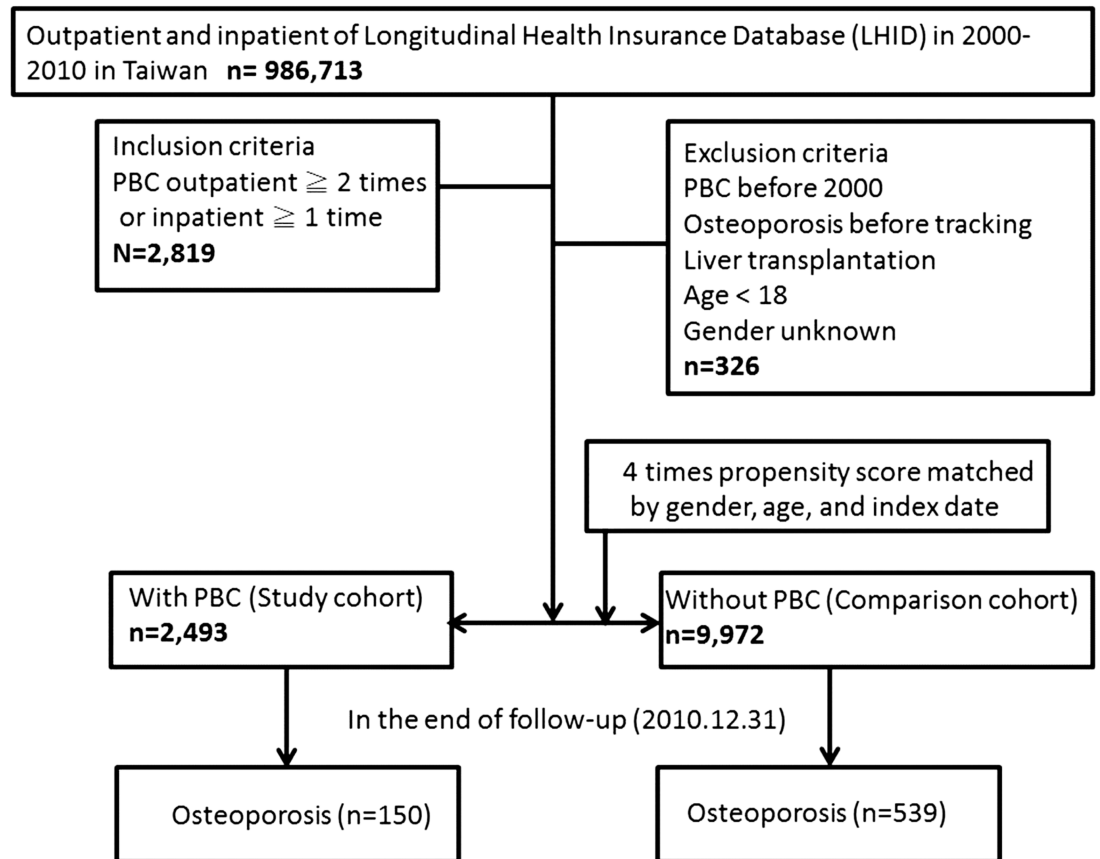 Outpatient and inpatient of Longitudinal Health Insurance Database (LHID) in 2000-
2010 in Taiwan n= 986,713
Inclusion criteria
PBC outpatient ≧ 2 times
or inpatient ≧ 1 time
N=2,819
Exclusion criteria
PBC before 2000
Osteoporosis before tracking
Liver transplantation
Age < 18
Gender unknown
n=326
4 times propensity score matched
by gender, age, and index date
With PBC (Study cohort)
n=2,493
Without PBC (Comparison cohort)
n=9,972
In the end of follow-up (2010.12.31)
Osteoporosis (n=150)
Osteoporosis (n=539)